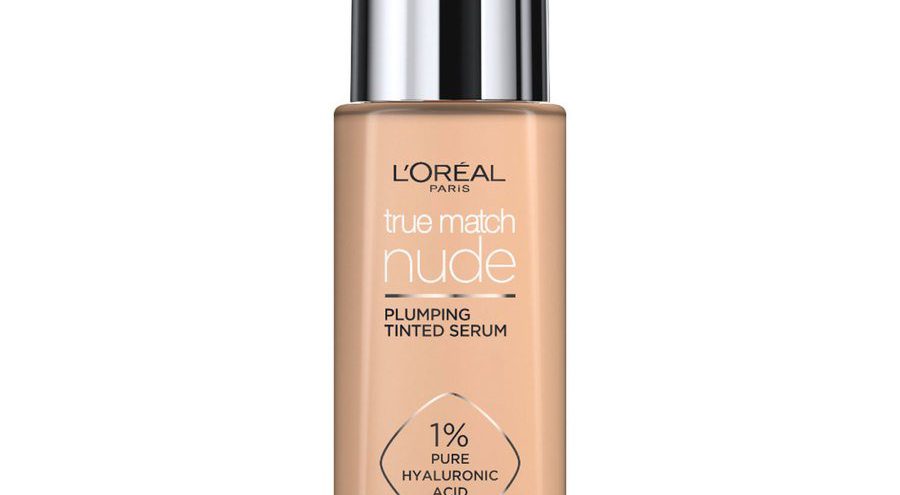 L'ORÉAL
PARIS
true match
nude
PLUMPING
TINTED SERUM
1%
PURE
HYALURONIC
ACID